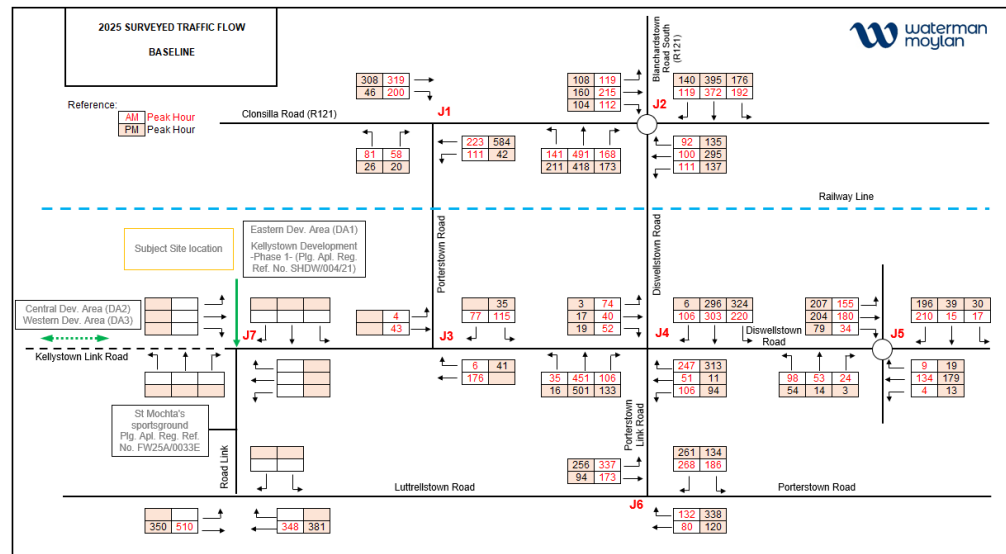 2025 SURVEYED TRAFFIC FLOW
BASELINE
waterman
moylan
Reference:
AM Peak Hour
PM Peak Hour
Blanchardstown
Road South
(R121)
308 319
46 200
108 119
160 215
104 112
140 395 176
119 372 192
J1
J2
Clonsilla Road (R121)
81 58
26 20
223 584
111 42
141 491 168
211 418 173
92 135
100 295
111 137
Railway Line
Subject Site location
Eastern Dev. Area (DA1)
Kellystown Development
-Phase 1- (Plg. Apl. Reg.
Ref. No. SHDW/004/21)
Porterstown Road
Diswellstown Road
Central Dev. Area (DA2)
Western Dev. Area (DA3)
4
43
35
77 115
3 74
17 40
19 52
6 296 324
106 303 220
207 155
204 180
79 34
196 39 30
210 15 17
J7
J3
J4
Diswellstown
Road
J5
Kellystown Link Road
6 41
176
35 451 106
16 501 133
247 313
51 11
106 94
98 53 24
54 14 3
9 19
134 179
4 13
St Mochta's
sportsground
Plg. Apl. Reg. Ref.
No. FW25A/0033E
Road Link
Porterstown
Link Road
256 337
94 173
261 134
268 186
Luttrellstown Road
Porterstown Road
J6
350 510
348 381
132 338
80 120